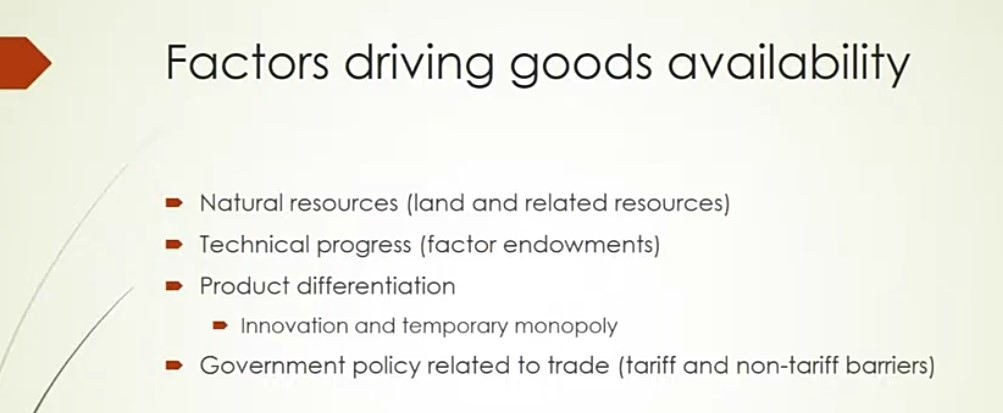 Factors driving goods availability
Natural resources (land and related resources)
Technical progress (factor endowments)
Product differentiation
Innovation and temporary monopoly
Government policy related to trade (tariff and non-tariff barriers)